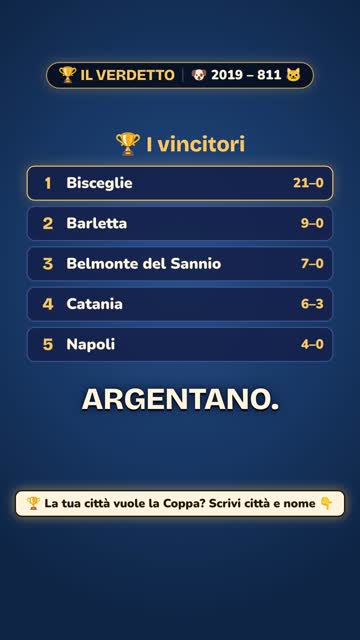 🏆 IL VERDETTO | 🐶 2019 – 811 🐱
🏆 I vincitori
1 Bisceglie 21–0
2 Barletta 9–0
3 Belmonte del Sannio 7–0
4 Catania 6–3
5 Napoli 4–0
ARGENTANO.
🏆 La tua città vuole la Coppa? Scrivi città e nome 👇